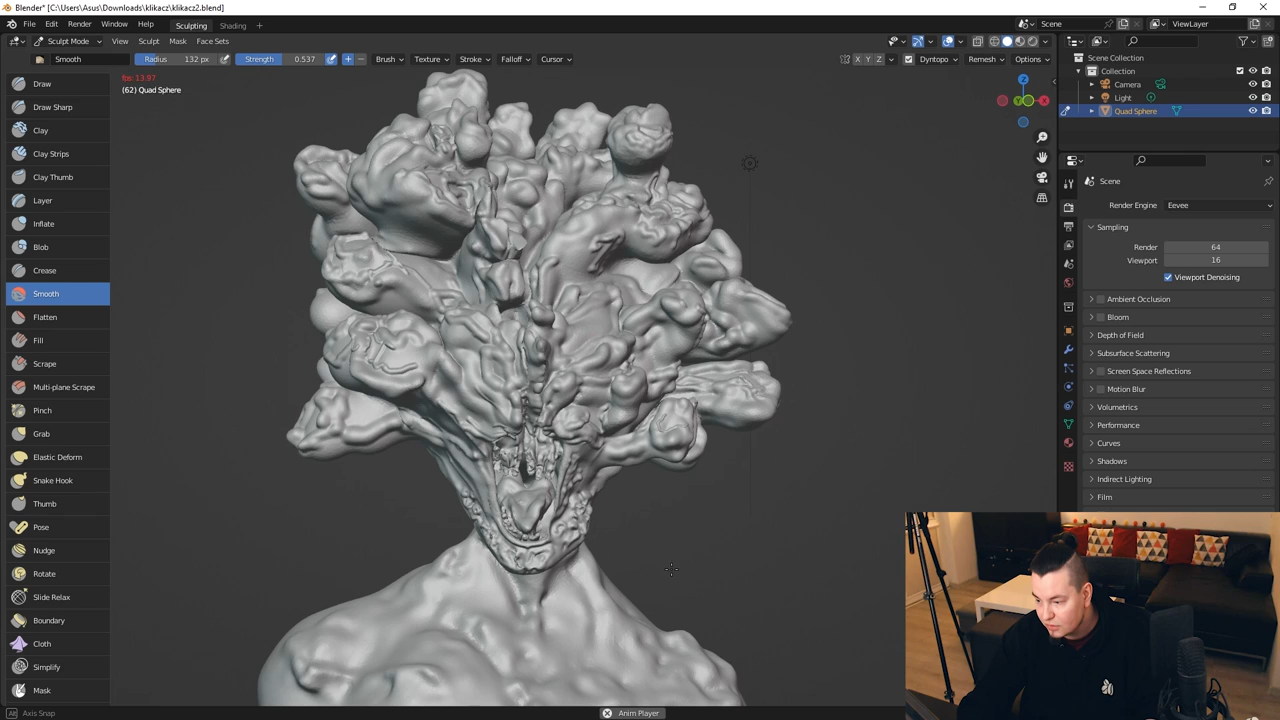 Blender* [C:\Users\Asus\Downloads\klikacz\klikacz2.blend]
File Edit Render Window Help Sculpting Shading + Scene ViewLayer
Sculpt Mode View Sculpt Mask Face Sets
Smooth Radius 132 px Strength 0.537 Brush Texture Stroke Falloff Cursor X Y Z Dyntopo Remesh Options
fps: 13.97
(62) Quad Sphere
Draw
Draw Sharp
Clay
Clay Strips
Clay Thumb
Layer
Inflate
Blob
Crease
Smooth
Flatten
Fill
Scrape
Multi-plane Scrape
Pinch
Grab
Elastic Deform
Snake Hook
Thumb
Pose
Nudge
Rotate
Slide Relax
Boundary
Cloth
Simplify
Mask
Z
Y
X
Scene Collection
Collection
Camera
Light
Quad Sphere
Scene
Render Engine Eevee
Sampling
Render 64
Viewport 16
Viewport Denoising
Ambient Occlusion
Bloom
Depth of Field
Subsurface Scattering
Screen Space Reflections
Motion Blur
Volumetrics
Performance
Curves
Shadows
Indirect Lighting
Film
Axis Snap
Anim Player